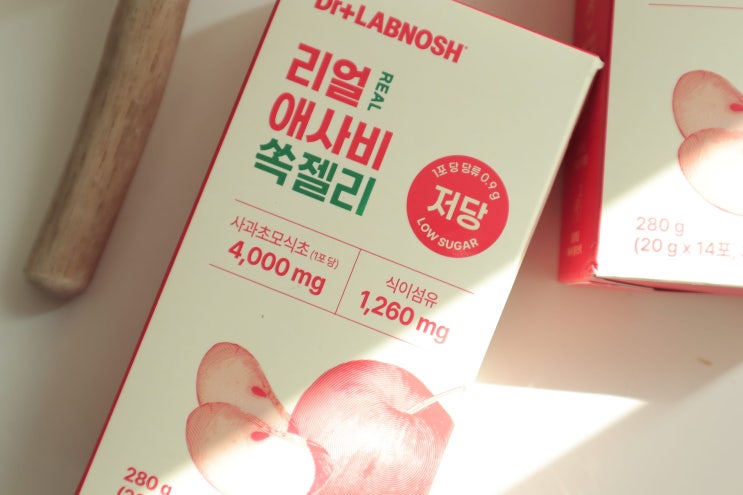 Dr+LABNOSH
리얼 REAL
애사비
쏙젤리
1포 당 당류 0.9 g
저당
LOW SUGAR
사과초모식초 (1포 당)
4,000 mg
식이섬유
1,260 mg
280 g
280 g
(20 g x 14포,